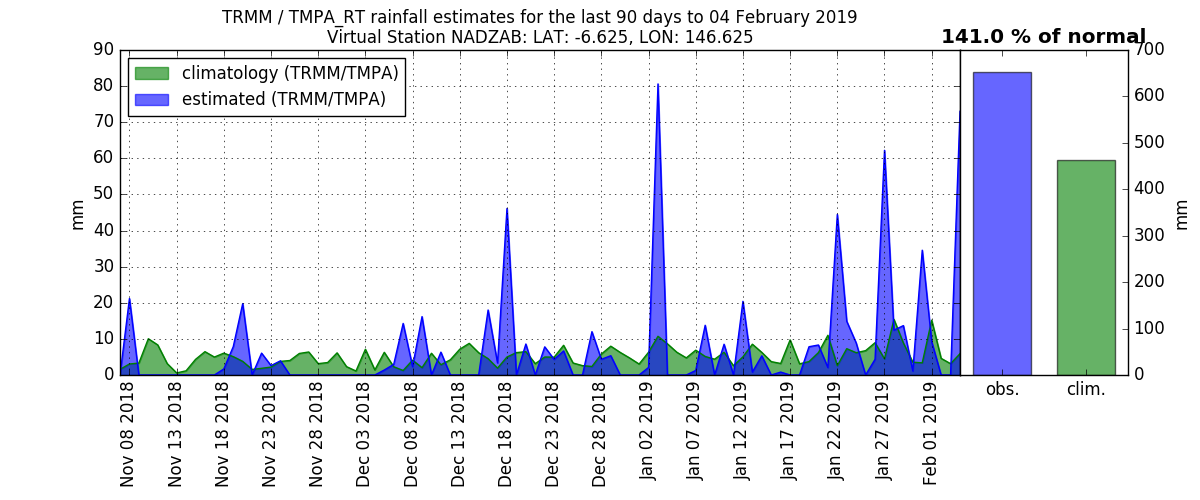 TRMM / TMPA_RT rainfall estimates for the last 90 days to 04 February 2019
Virtual Station NADZAB: LAT: -6.625, LON: 146.625
141.0 % of normal
climatology (TRMM/TMPA)
estimated (TRMM/TMPA)
mm
90
80
70
60
50
40
30
20
10
0
Nov 08 2018
Nov 13 2018
Nov 18 2018
Nov 23 2018
Nov 28 2018
Dec 03 2018
Dec 08 2018
Dec 13 2018
Dec 18 2018
Dec 23 2018
Dec 28 2018
Jan 02 2019
Jan 07 2019
Jan 12 2019
Jan 17 2019
Jan 22 2019
Jan 27 2019
Feb 01 2019
700
600
500
400
300
200
100
0
mm
obs.
clim.